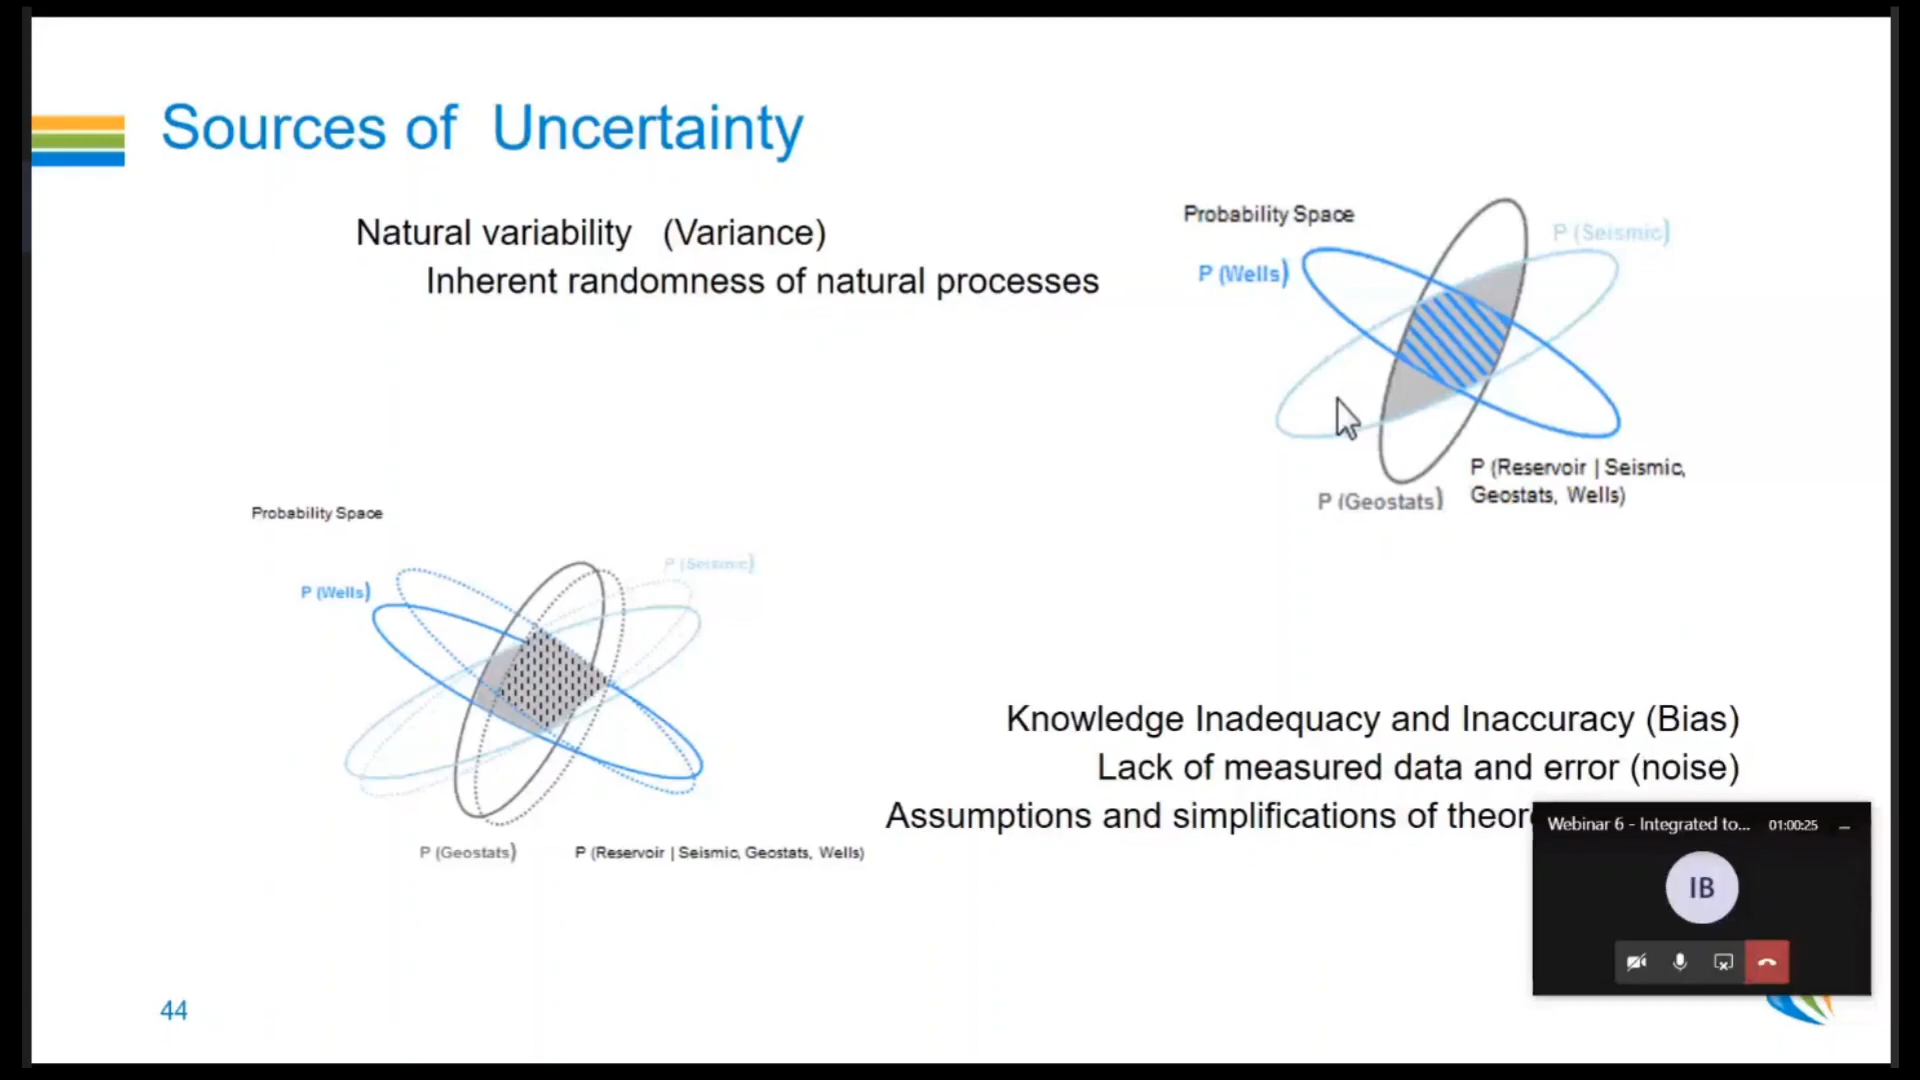 Sources of Uncertainty
Natural variability (Variance)
Inherent randomness of natural processes
Probability Space
P (Seismic)
P (Wells)
P (Geostats)
P (Reservoir | Seismic,
Geostats, Wells)
Probability Space
P (Seismic)
P (Wells)
P (Geostats)
P (Reservoir | Seismic, Geostats, Wells)
Knowledge Inadequacy and Inaccuracy (Bias)
Lack of measured data and error (noise)
Assumptions and simplifications of
Webinar 6 - Integrated to... 01:00:25
IB
44